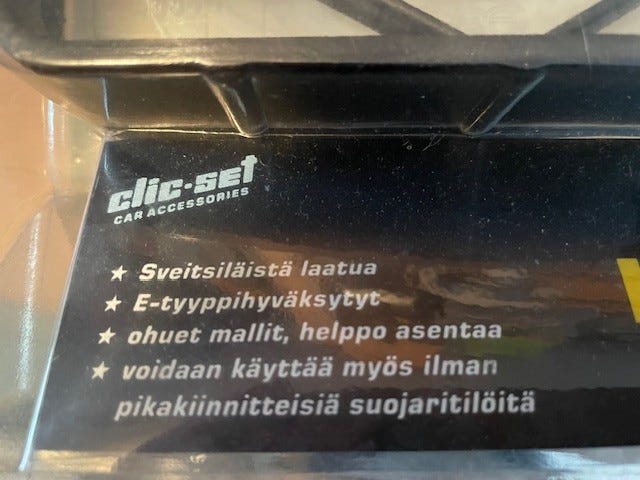 clic-set
CAR ACCESSORIES
★ Sveitsiläistä laatua
★ E-tyyppihyväksytyt
★ ohuet mallit, helppo asentaa
★ voidaan käyttää myös ilman
pikakiinnitteisiä suojaritilöitä